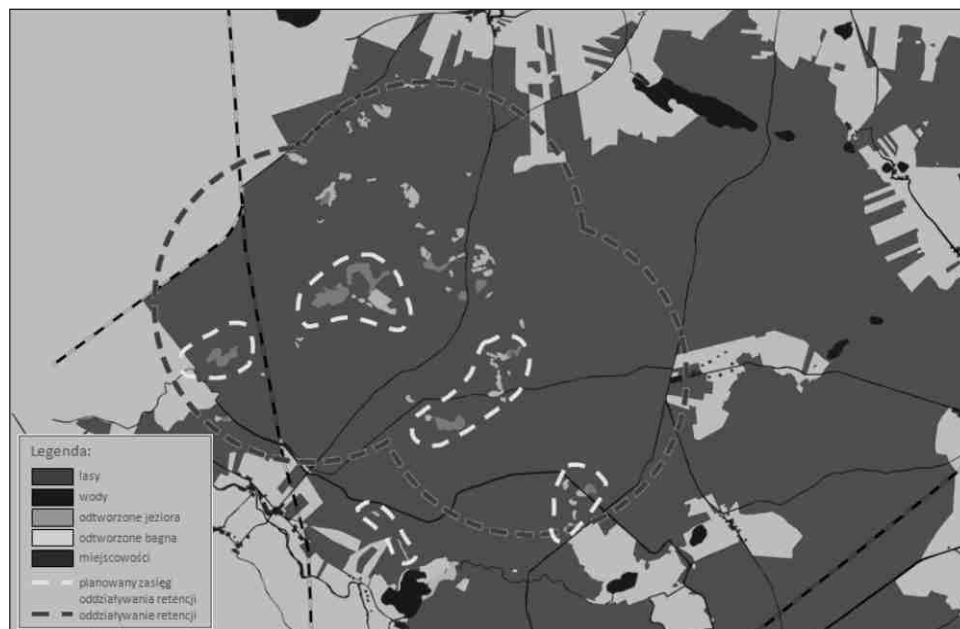 Legenda:
lasy
wody
odtworzone jeziora
odtworzone bagna
miejscowości
planowany zasięg
oddziaływania retencji
oddziaływanie retencji